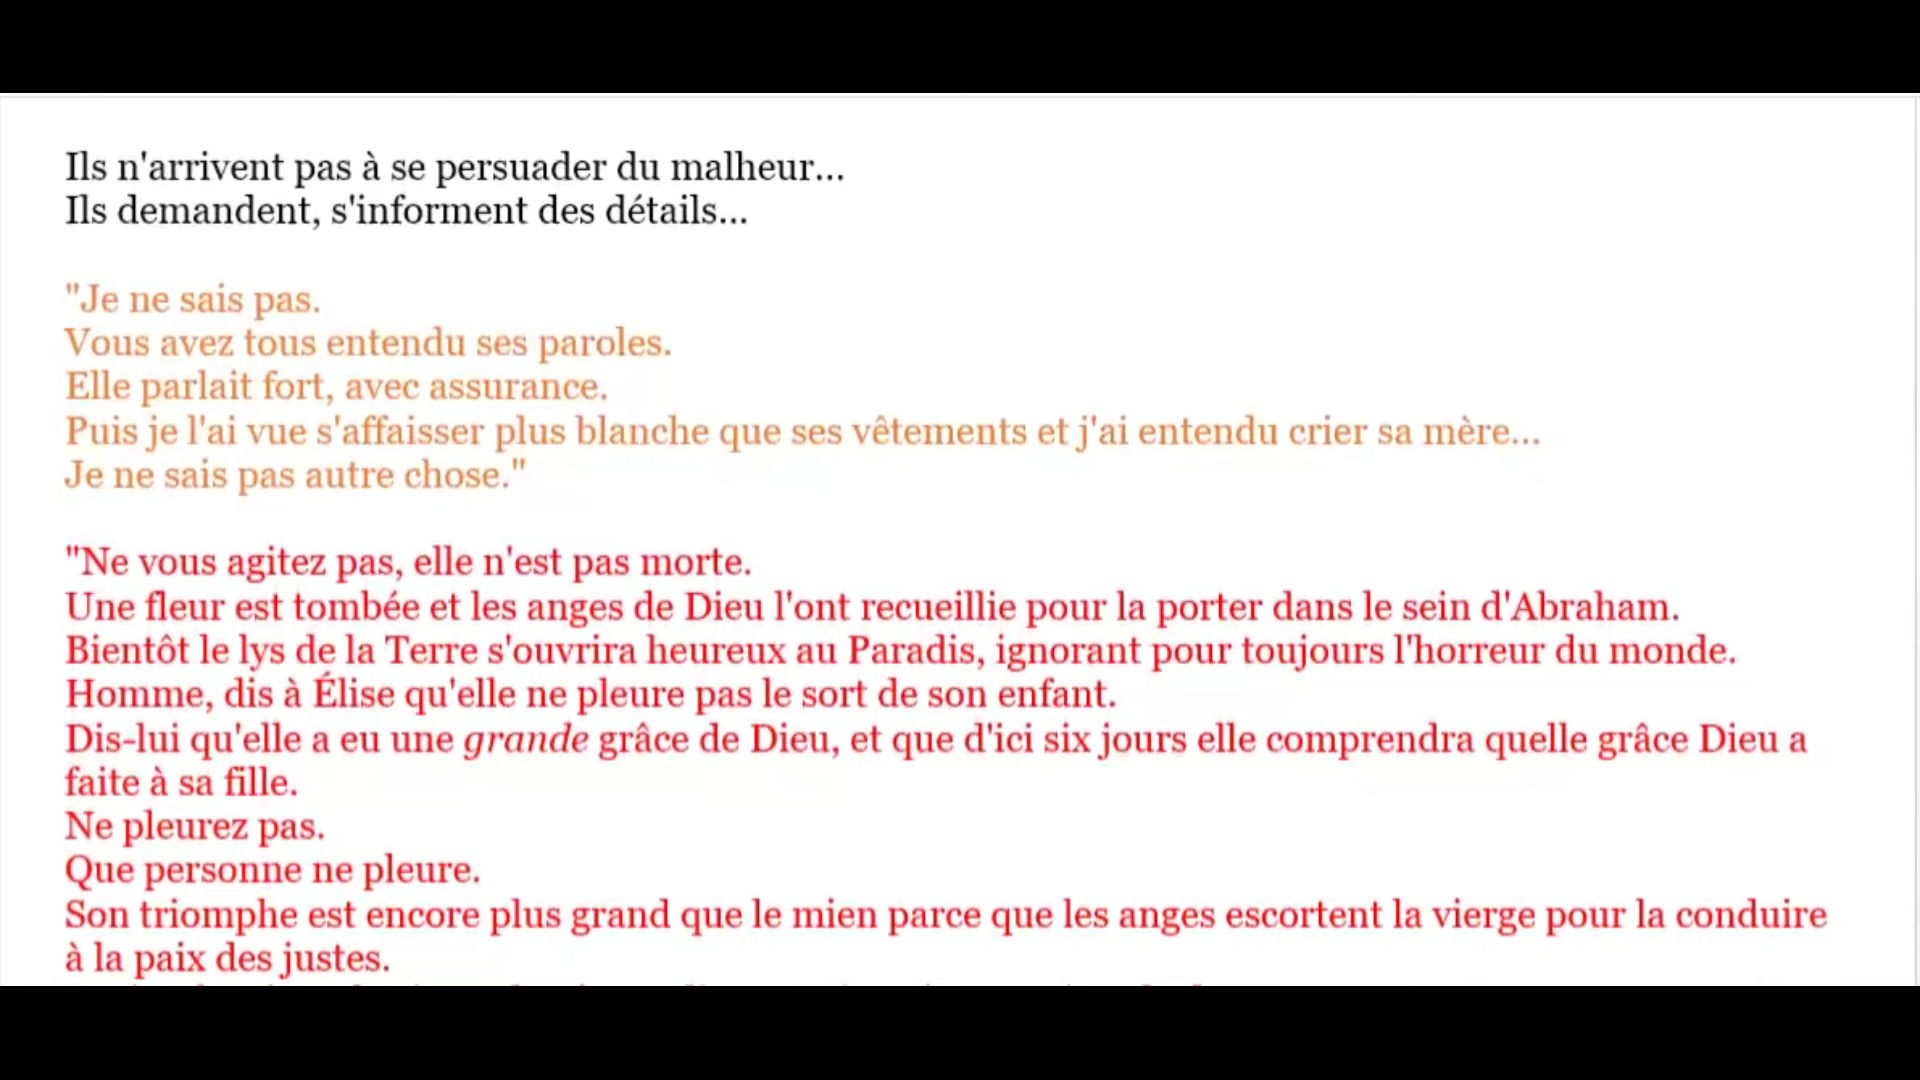 Ils n'arrivent pas à se persuader du malheur...
Ils demandent, s'informent des détails...
"Je ne sais pas.
Vous avez tous entendu ses paroles.
Elle parlait fort, avec assurance.
Puis je l'ai vue s'affaisser plus blanche que ses vêtements et j'ai entendu crier sa mère...
Je ne sais pas autre chose."
"Ne vous agitez pas, elle n'est pas morte.
Une fleur est tombée et les anges de Dieu l'ont recueillie pour la porter dans le sein d'Abraham.
Bientôt le lys de la Terre s'ouvrira heureux au Paradis, ignorant pour toujours l'horreur du monde.
Homme, dis à Élise qu'elle ne pleure pas le sort de son enfant.
Dis-lui qu'elle a eu une grande grâce de Dieu, et que d'ici six jours elle comprendra quelle grâce Dieu a
faite à sa fille.
Ne pleurez pas.
Que personne ne pleure.
Son triomphe est encore plus grand que le mien parce que les anges escortent la vierge pour la conduire
à la paix des justes.